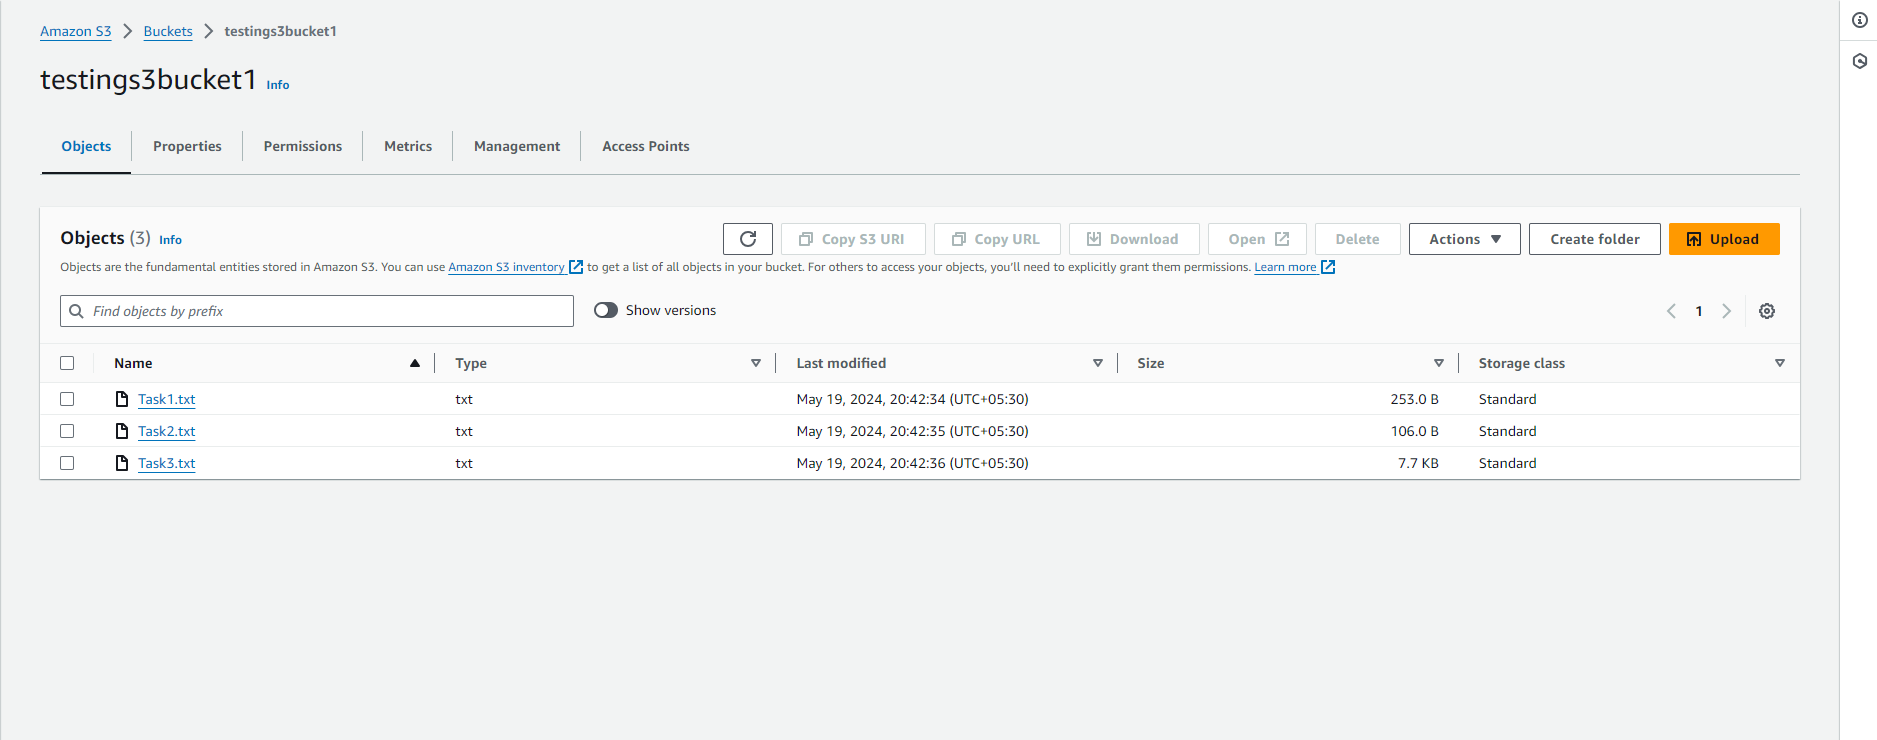 Amazon S3 > Buckets > testings3bucket1
testings3bucket1 Info
Objects Properties Permissions Metrics Management Access Points
Objects (3) Info Copy S3 URI Copy URL Download Open Delete Actions Create folder Upload
Objects are the fundamental entities stored in Amazon S3. You can use Amazon S3 inventory to get a list of all objects in your bucket. For others to access your objects, you'll need to explicitly grant them permissions. Learn more
Find objects by prefix Show versions 1
Name Type Last modified Size Storage class
Task1.txt txt May 19, 2024, 20:42:34 (UTC+05:30) 253.0 B Standard
Task2.txt txt May 19, 2024, 20:42:35 (UTC+05:30) 106.0 B Standard
Task3.txt txt May 19, 2024, 20:42:36 (UTC+05:30) 7.7 KB Standard